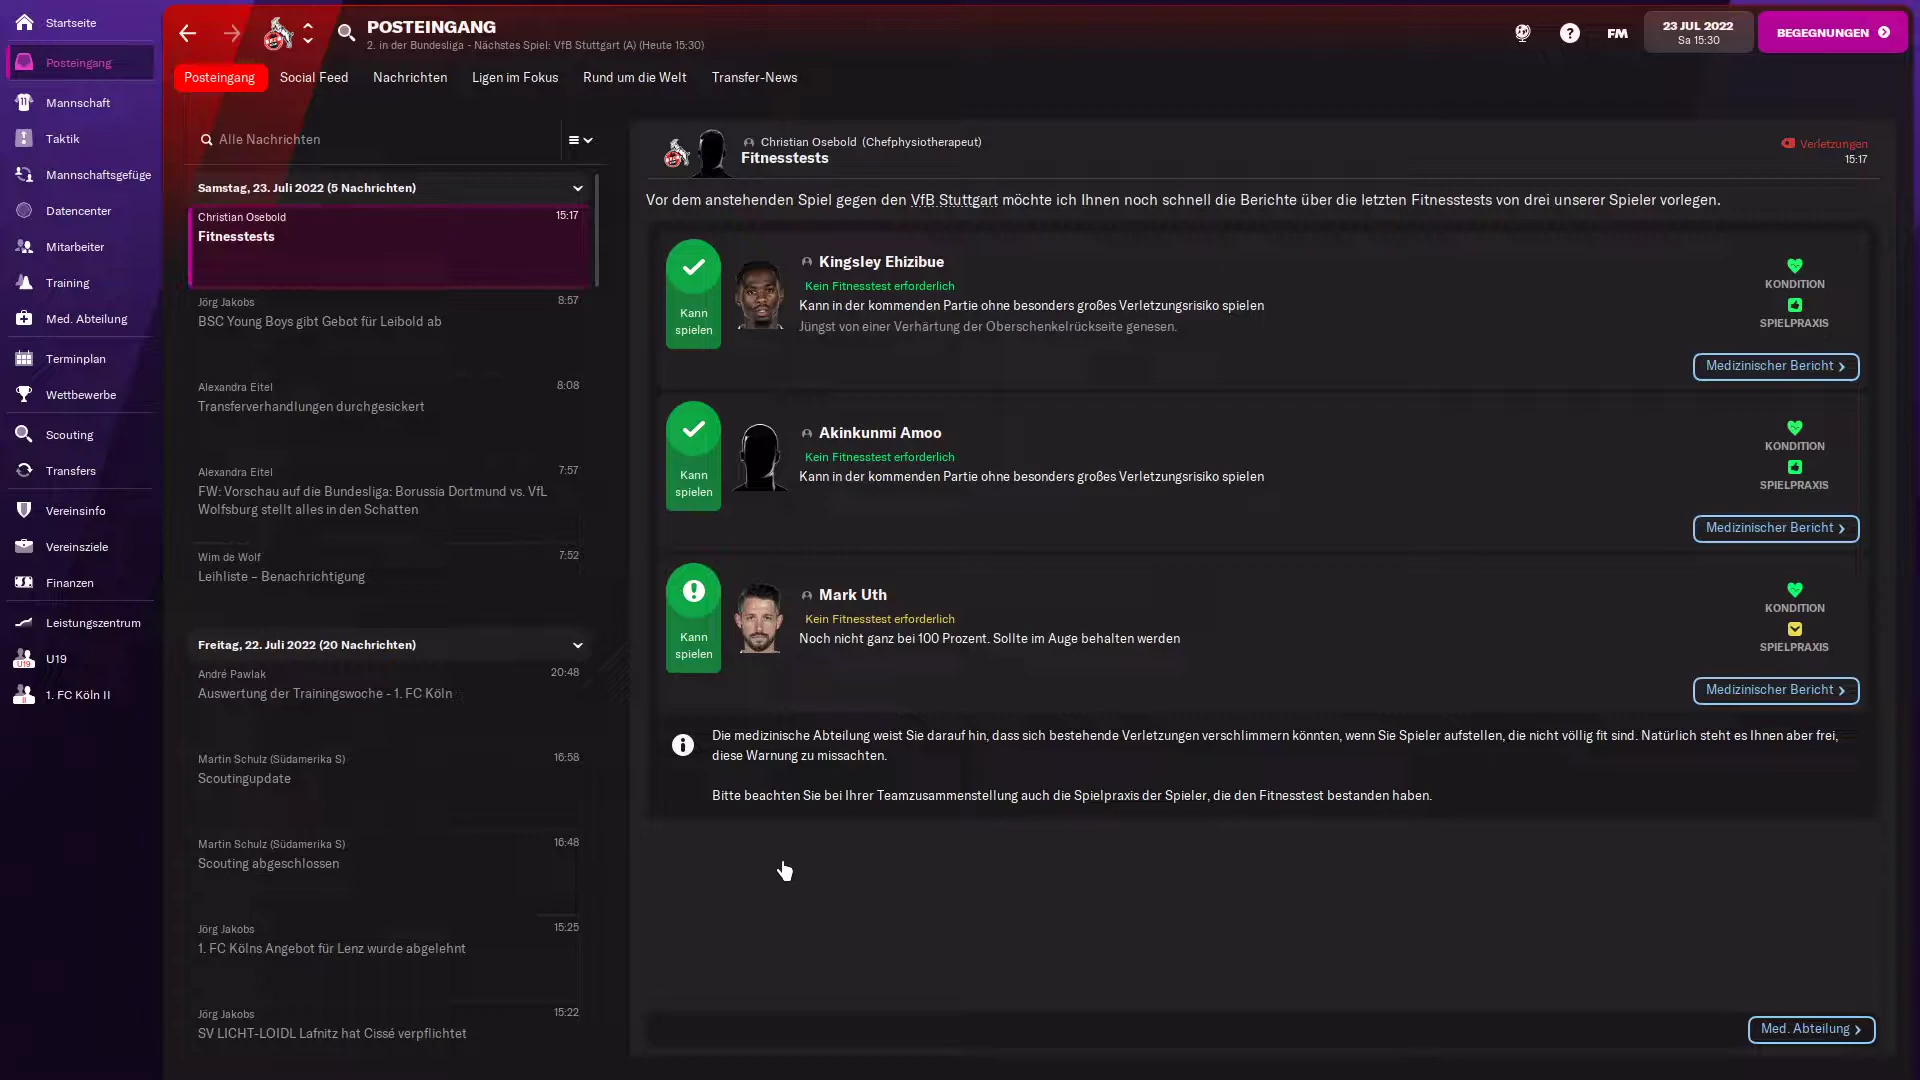 Startseite
Posteingang
Mannschaft
Taktik
Mannschaftsgefüge
Datencenter
Mitarbeiter
Training
Med. Abteilung
Terminplan
Wettbewerbe
Scouting
Transfers
Vereinsinfo
Vereinsziele
Finanzen
Leistungszentrum
U19
1. FC Köln II
POSTEINGANG
2. in der Bundesliga - Nächstes Spiel: VfB Stuttgart (A) (Heute 15:30)
FM
23 JUL 2022
Sa 15:30
BEGEGNUNGEN
Posteingang
Social Feed
Nachrichten
Ligen im Fokus
Rund um die Welt
Transfer-News
Alle Nachrichten
Samstag, 23. Juli 2022 (5 Nachrichten)
Christian Osebold 15:17
Fitnesstests
Jörg Jakobs 8:57
BSC Young Boys gibt Gebot für Leibold ab
Alexandra Eitel 8:08
Transferverhandlungen durchgesickert
Alexandra Eitel 7:57
FW: Vorschau auf die Bundesliga: Borussia Dortmund vs. VfL
Wolfsburg stellt alles in den Schatten
Wim de Wolf 7:52
Leihliste – Benachrichtigung
Freitag, 22. Juli 2022 (20 Nachrichten)
André Pawlak 20:48
Auswertung der Trainingswoche - 1. FC Köln
Martin Schulz (Südamerika S) 16:58
Scoutingupdate
Martin Schulz (Südamerika S) 16:48
Scouting abgeschlossen
Jörg Jakobs 15:25
1. FC Kölns Angebot für Lenz wurde abgelehnt
Jörg Jakobs 15:22
SV LICHT-LOIDL Lafnitz hat Cissé verpflichtet
Christian Osebold (Chefphysiotherapeut)
Fitnesstests
Verletzungen
15:17
Vor dem anstehenden Spiel gegen den VfB Stuttgart möchte ich Ihnen noch schnell die Berichte über die letzten Fitnesstests von drei unserer Spieler vorlegen.
Kann
spielen
Kingsley Ehizibue
Kein Fitnesstest erforderlich
Kann in der kommenden Partie ohne besonders großes Verletzungsrisiko spielen
Jüngst von einer Verhärtung der Oberschenkelrückseite genesen.
KONDITION
SPIELPRAXIS
Medizinischer Bericht
Kann
spielen
Akinkunmi Amoo
Kein Fitnesstest erforderlich
Kann in der kommenden Partie ohne besonders großes Verletzungsrisiko spielen
KONDITION
SPIELPRAXIS
Medizinischer Bericht
Kann
spielen
Mark Uth
Kein Fitnesstest erforderlich
Noch nicht ganz bei 100 Prozent. Sollte im Auge behalten werden
KONDITION
SPIELPRAXIS
Medizinischer Bericht
Die medizinische Abteilung weist Sie darauf hin, dass sich bestehende Verletzungen verschlimmern könnten, wenn Sie Spieler aufstellen, die nicht völlig fit sind. Natürlich steht es Ihnen aber frei,
diese Warnung zu missachten.
Bitte beachten Sie bei Ihrer Teamzusammenstellung auch die Spielpraxis der Spieler, die den Fitnesstest bestanden haben.
Med. Abteilung